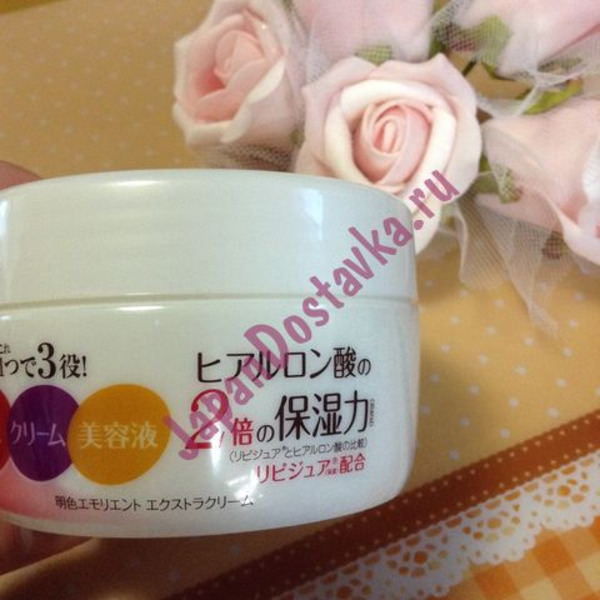 これ
1つで3役!
クリーム
美容液
ヒアルロン酸の
2倍の保湿力
(リピジュア®とヒアルロン酸の比較)
リピジュア®配合
明色エモリエント エクストラクリーム
JapanDostavka.ru